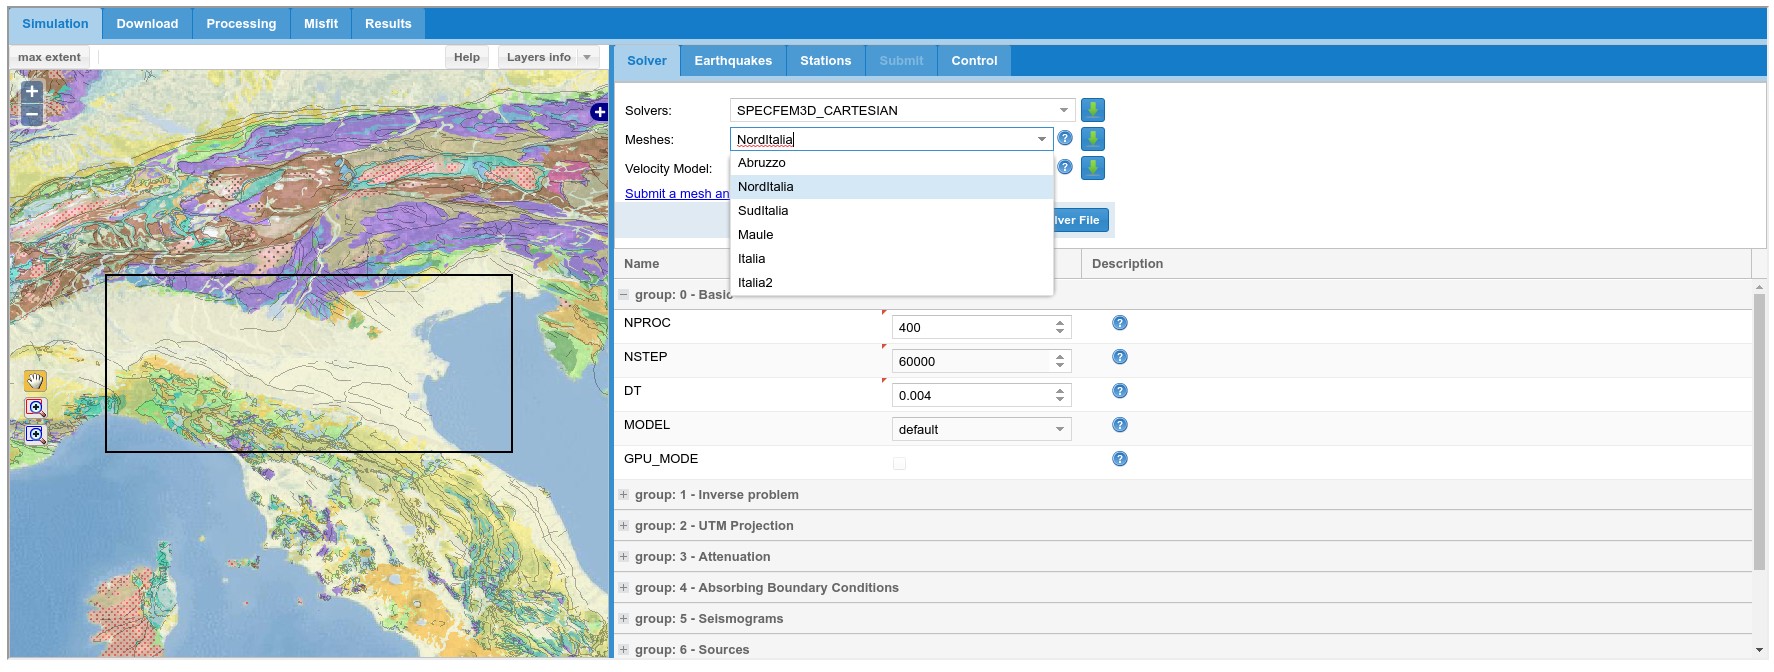 Simulation Download Processing Misfit Results
max extent Help Layers info
Solver Earthquakes Stations Submit Control
Solvers: SPECFEM3D_CARTESIAN
Meshes: NordItalia
Abruzzo
Velocity Model:
NordItalia
Submit a mesh an
SudItalia
lver File
Maule
Italia
Italia2
Name Description
group: 0 - Basic
NPROC 400
NSTEP 60000
DT 0.004
MODEL default
GPU_MODE
group: 1 - Inverse problem
group: 2 - UTM Projection
group: 3 - Attenuation
group: 4 - Absorbing Boundary Conditions
group: 5 - Seismograms
group: 6 - Sources